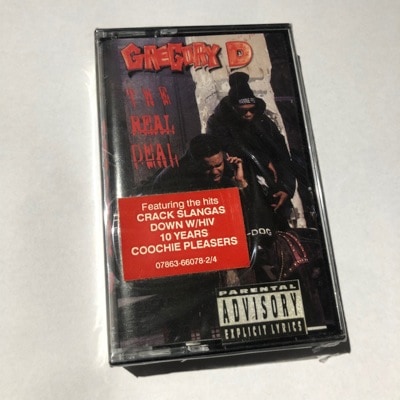 GREGORY D
THE
REAL
DEAL
Featuring the hits
CRACK SLANGAS
DOWN W/HIV
10 YEARS
COOCHIE PLEASERS
07863-66078-2/4
PARENTAL
ADVISORY
EXPLICIT LYRICS